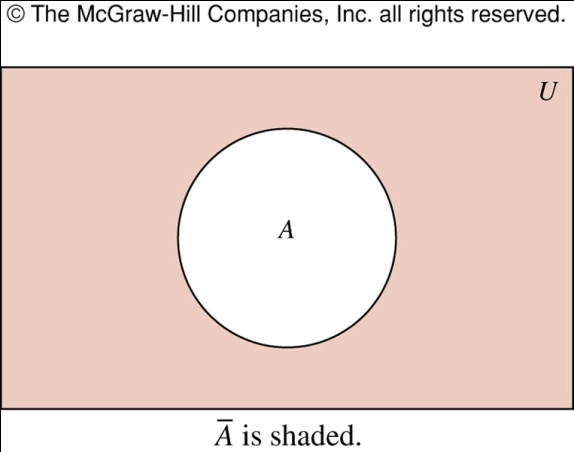 © The McGraw-Hill Companies, Inc. all rights reserved.
U
A
A̅ is shaded.